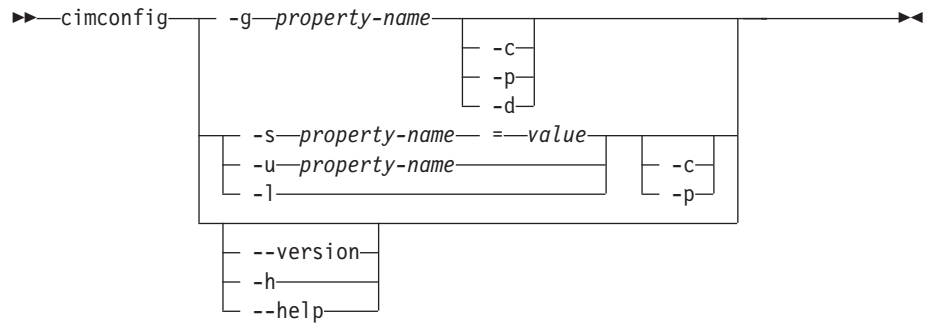 cimconfig -g property-name
-c
-p
-d
-s property-name = value
-u property-name -c
-l -p
--version
-h
--help